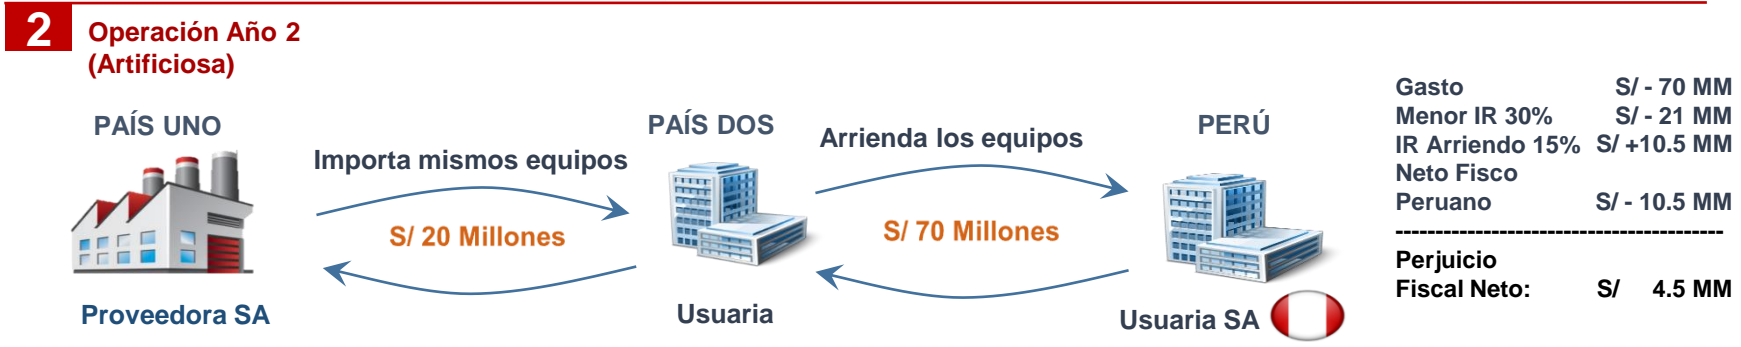 2
Operación Año 2
(Artificiosa)
PAÍS UNO
Importa mismos equipos
S/ 20 Millones
Proveedora SA
PAÍS DOS
Usuaria
Arrienda los equipos
S/ 70 Millones
PERÚ
Usuaria SA
Gasto S/ - 70 MM
Menor IR 30% S/ - 21 MM
IR Arriendo 15% S/ +10.5 MM
Neto Fisco
Peruano S/ - 10.5 MM
-----------------------------------------
Perjuicio
Fiscal Neto: S/ 4.5 MM